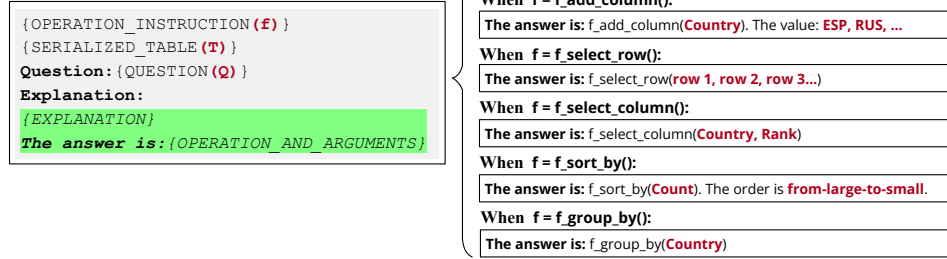 {OPERATION_INSTRUCTION(f)}
{SERIALIZED_TABLE(T)}
Question:{QUESTION(Q)}
Explanation:
{EXPLANATION}
The answer is:{OPERATION_AND_ARGUMENTS}
When f = f_add_column():
The answer is: f_add_column(Country). The value: ESP, RUS, ...
When f = f_select_row():
The answer is: f_select_row(row 1, row 2, row 3...)
When f = f_select_column():
The answer is: f_select_column(Country, Rank)
When f = f_sort_by():
The answer is: f_sort_by(Count). The order is from-large-to-small.
When f = f_group_by():
The answer is: f_group_by(Country)